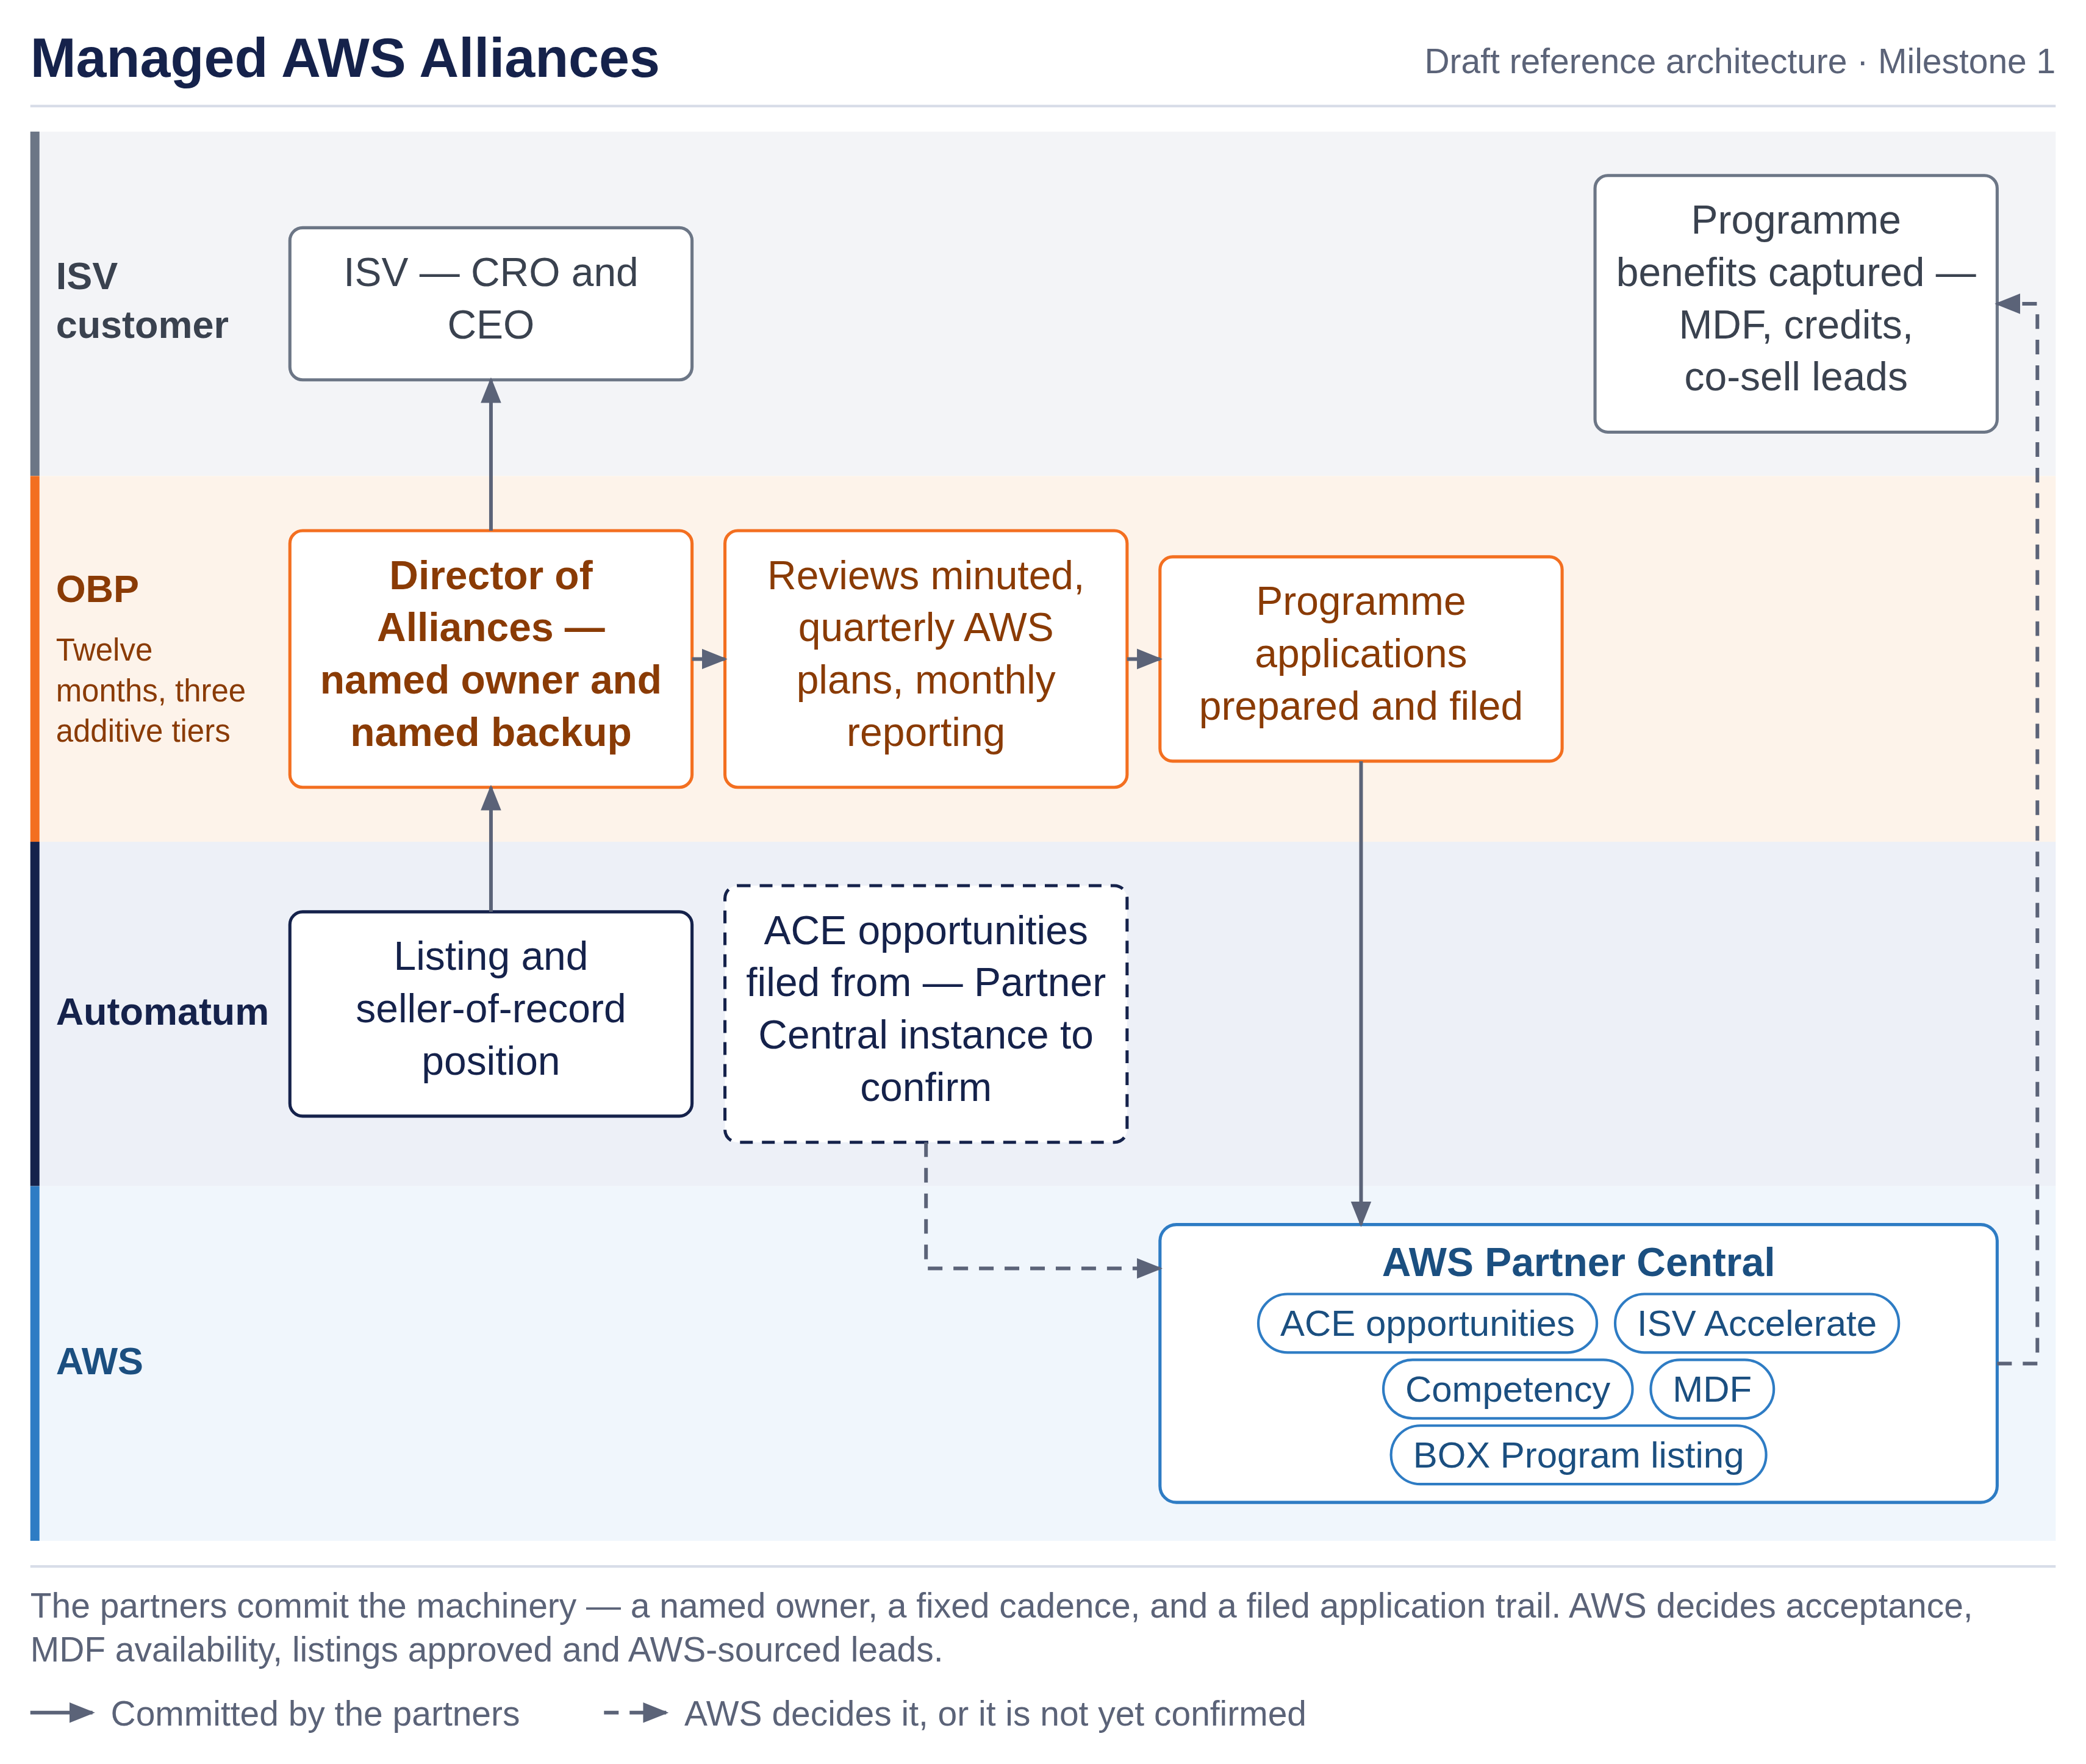 Managed AWS Alliances
Draft reference architecture · Milestone 1
ISV
customer
ISV — CRO and
CEO
Programme
benefits captured —
MDF, credits,
co-sell leads
OBP
Twelve
months, three
additive tiers
Director of
Alliances —
named owner and
named backup
Reviews minuted,
quarterly AWS
plans, monthly
reporting
Programme
applications
prepared and filed
Automatum
Listing and
seller-of-record
position
ACE opportunities
filed from — Partner
Central instance to
confirm
AWS
AWS Partner Central
ACE opportunities
ISV Accelerate
Competency
MDF
BOX Program listing
The partners commit the machinery — a named owner, a fixed cadence, and a filed application trail. AWS decides acceptance,
MDF availability, listings approved and AWS-sourced leads.
Committed by the partners
AWS decides it, or it is not yet confirmed